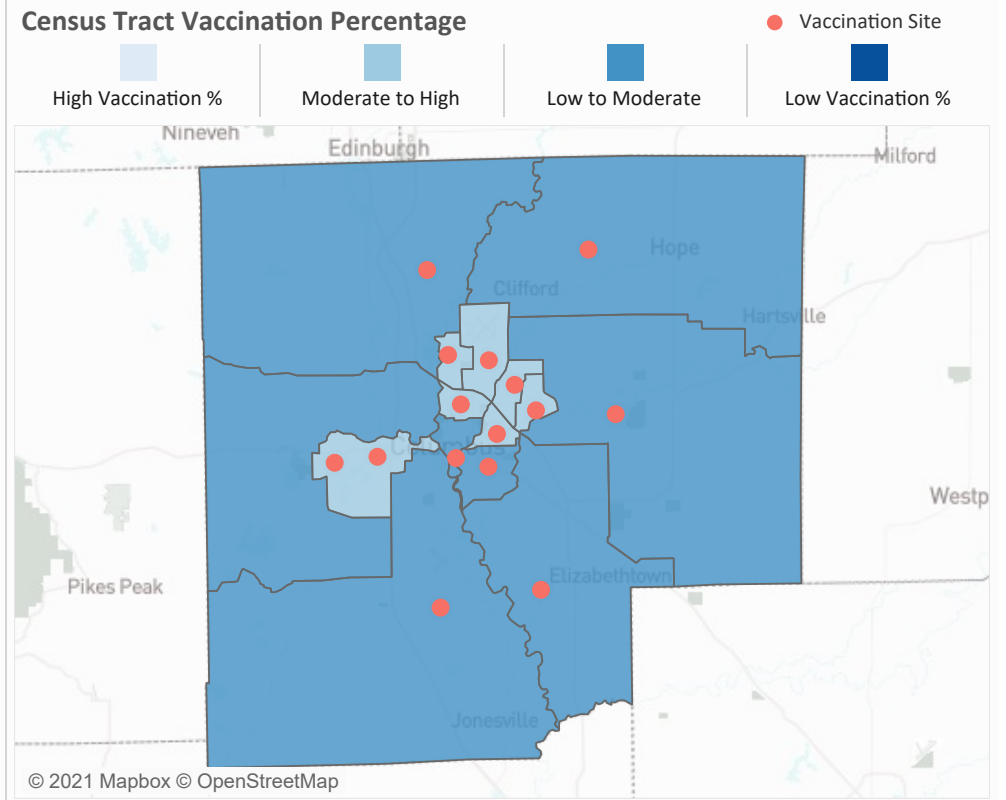 Census Tract Vaccination Percentage
Vaccination Site
High Vaccination %
Moderate to High
Low to Moderate
Low Vaccination %
Nineveh
Edinburgh
Milford
Hope
Clifford
Hartsville
Columbus
Westp
Pikes Peak
Elizabethtown
Jonesville
© 2021 Mapbox © OpenStreetMap